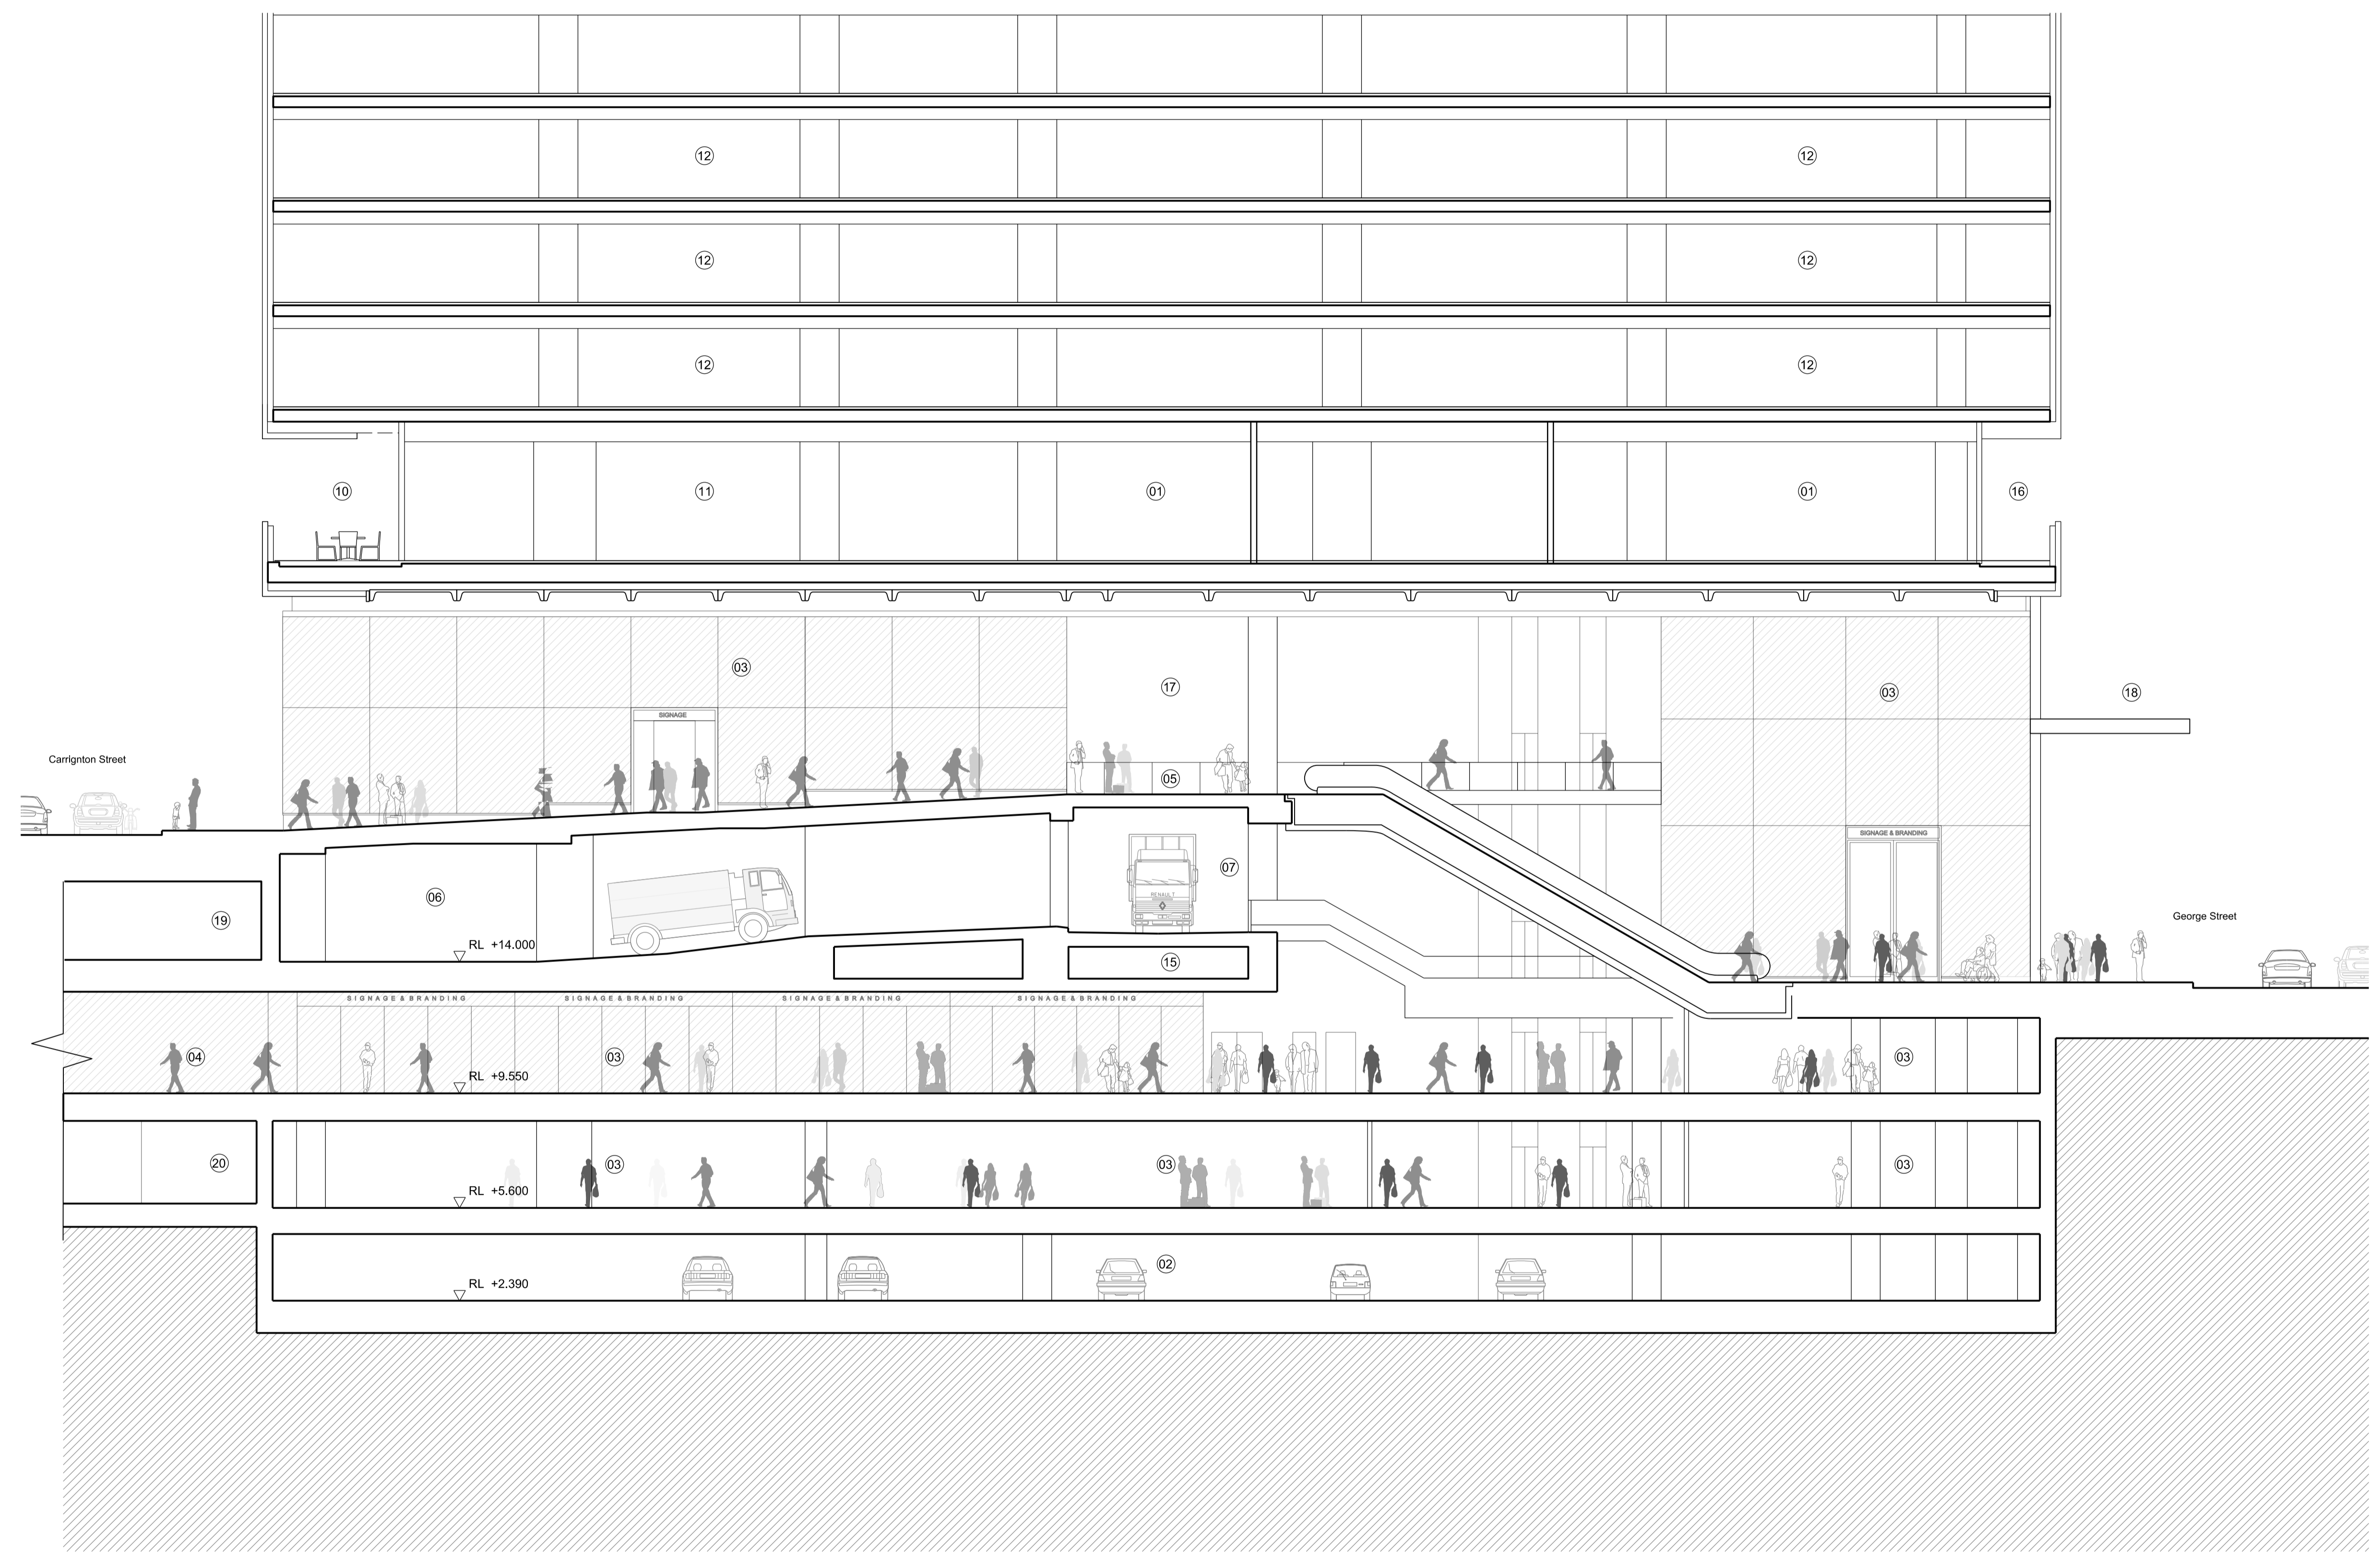 12
12
12
12
12
12
10
11
01
01
16
03
SIGNAGE
17
03
18
Carrignton Street
05
SIGNAGE & BRANDING
RENAULT
07
06
19
George Street
RL +14.000
15
SIGNAGE & BRANDING
SIGNAGE & BRANDING
SIGNAGE & BRANDING
SIGNAGE & BRANDING
04
03
03
RL +9.550
20
03
03
03
RL +5.600
02
RL +2.390